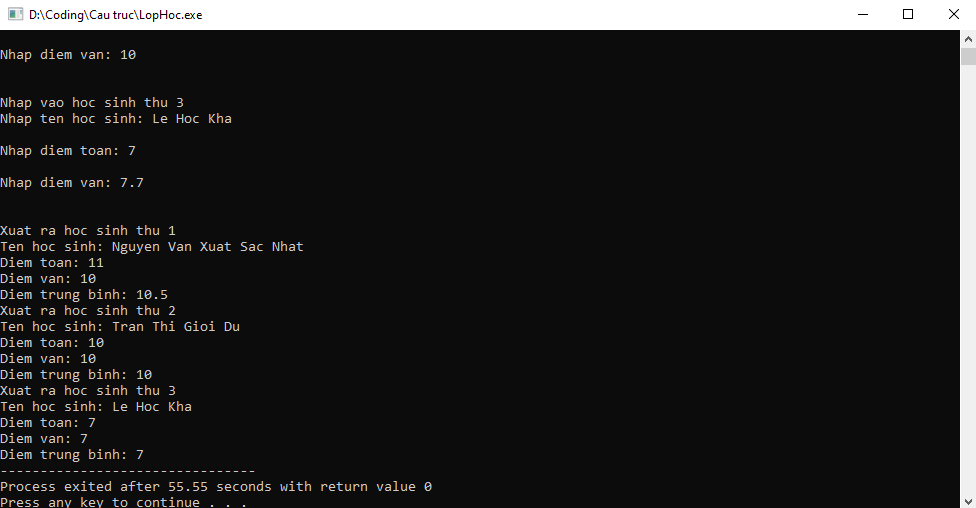 D:\Coding\Cau truc\LopHoc.exe
Nhap diem van: 10
Nhap vao hoc sinh thu 3
Nhap ten hoc sinh: Le Hoc Kha
Nhap diem toan: 7
Nhap diem van: 7.7
Xuat ra hoc sinh thu 1
Ten hoc sinh: Nguyen Van Xuat Sac Nhat
Diem toan: 11
Diem van: 10
Diem trung binh: 10.5
Xuat ra hoc sinh thu 2
Ten hoc sinh: Tran Thi Gioi Du
Diem toan: 10
Diem van: 10
Diem trung binh: 10
Xuat ra hoc sinh thu 3
Ten hoc sinh: Le Hoc Kha
Diem toan: 7
Diem van: 7
Diem trung binh: 7
--------------------------------
Process exited after 55.55 seconds with return value 0
Press any key to continue . . .